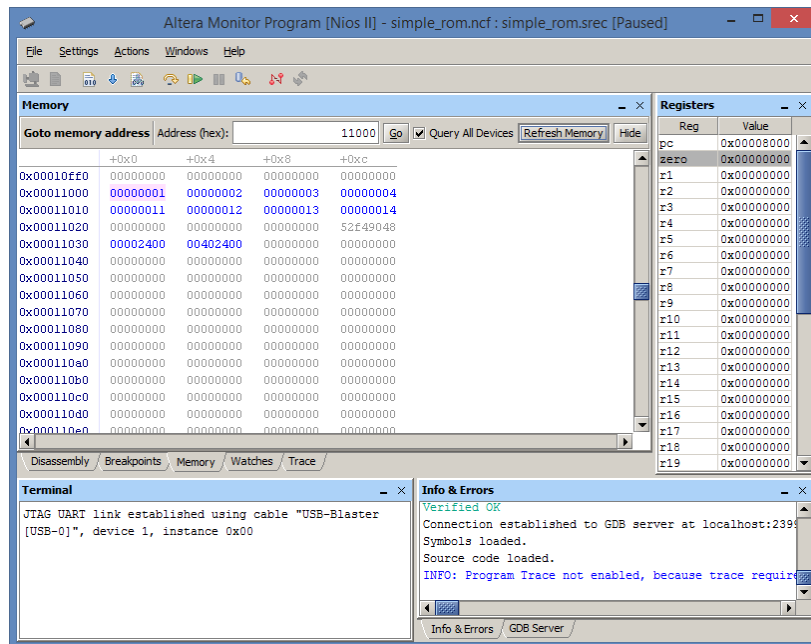 Altera Monitor Program [Nios II] - simple_rom.ncf : simple_rom.srec [Paused]
File Settings Actions Windows Help
Memory
Goto memory address Address (hex): 11000 Go Query All Devices Refresh Memory Hide
+0x0 +0x4 +0x8 +0xc
0x00010ff0 00000000 00000000 00000000 00000000
0x00011000 00000001 00000002 00000003 00000004
0x00011010 00000011 00000012 00000013 00000014
0x00011020 00000000 00000000 00000000 52f49048
0x00011030 00002400 00402400 00000000 00000000
0x00011040 00000000 00000000 00000000 00000000
0x00011050 00000000 00000000 00000000 00000000
0x00011060 00000000 00000000 00000000 00000000
0x00011070 00000000 00000000 00000000 00000000
0x00011080 00000000 00000000 00000000 00000000
0x00011090 00000000 00000000 00000000 00000000
0x000110a0 00000000 00000000 00000000 00000000
0x000110b0 00000000 00000000 00000000 00000000
0x000110c0 00000000 00000000 00000000 00000000
0x000110d0 00000000 00000000 00000000 00000000
0x000110e0 00000000 00000000 00000000 00000000
Disassembly Breakpoints Memory Watches Trace
Registers
Reg Value
pc 0x00008000
zero 0x00000000
r1 0x00000000
r2 0x00000000
r3 0x00000000
r4 0x00000000
r5 0x00000000
r6 0x00000000
r7 0x00000000
r8 0x00000000
r9 0x00000000
r10 0x00000000
r11 0x00000000
r12 0x00000000
r13 0x00000000
r14 0x00000000
r15 0x00000000
r16 0x00000000
r17 0x00000000
r18 0x00000000
r19 0x00000000
Terminal
JTAG UART link established using cable "USB-Blaster
[USB-0]", device 1, instance 0x00
Info & Errors
Verified OK
Connection established to GDB server at localhost:239
Symbols loaded.
Source code loaded.
INFO: Program Trace not enabled, because trace require
Info & Errors GDB Server